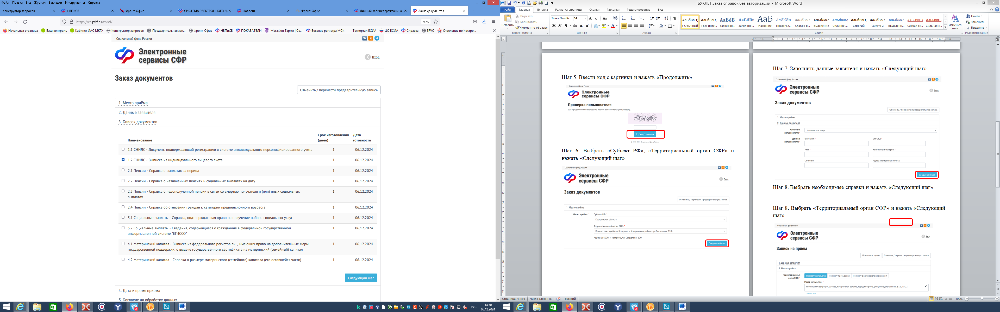 Файл Правка Вид Журнал Закладки Инструменты Справка
Конструктор запросов
НВПиСВ
Фронт-Офис
СИСТЕМА ЭЛЕКТРОННОГО Д
Новости
Фронт-Офис
Личный кабинет гражданина
Заказ документов
https://es.pfrf.ru/znpd/
90%
Начальная страница Ваш контроль Кабинет ИАС МКГУ Конструктор запросов Предварительная зап... Фронт-Офис НВПиСВ ПОКАЗАТЕЛИ МегаФон Таргет | Се... Ведение регистра МСК Техпортал ЕСИА ЦО ЕСИА Справка SRVO Отделение по Костро...
Социальный фонд России
Электронные
сервисы СФР
Вход
Заказ документов
Отменить / перенести предварительную запись
1. Место приёма
2. Данные заявителя
3. Список документов
Наименование Срок изготовления (дней) Дата готовности
1.1 СНИЛС - Документ, подверждающий регистрацию в системе индивидуального персонифицированного учета 1 06.12.2024
1.2 СНИЛС - Выписка из индивидуального лицевого счета 1 06.12.2024
2.1 Пенсии - Справка о выплатах за период 1 06.12.2024
2.2 Пенсии - Справка о назначенных пенсиях и социальных выплатах на дату 1 06.12.2024
2.3 Пенсии - Справка о недополученной пенсии в связи со смертью получателя и (или) иных социальных 1 06.12.2024
выплатах
2.4 Пенсии - Справка об отнесении граждан к категории предпенсионного возраста 1 06.12.2024
3.1 Социальные выплаты - Справка, подтверждающая право на получение набора социальных услуг 1 06.12.2024
3.2 Социальные выплаты - Сведения, содержащиеся о гражданине в федеральной государственной 1 06.12.2024
информационной системе "ЕГИССО"
4.1 Материнский капитал - Выписка из федерального регистра лиц, имеющих право на дополнительные меры 1 06.12.2024
государственной поддержки, о выдаче государственного сертификата на материнский (семейный) капитал
4.2 Материнский капитал - Справка о размере материнского (семейного) капитала (его оставшейся части) 1 06.12.2024
Следующий шаг
4. Дата и время приёма
5. Согласие на обработку данных
РУС
14:50
05.12.2024
БУКЛЕТ Заказ справок без авторизации - Microsoft Word
Файл Главная Вставка Разметка страницы Ссылки Рассылки Рецензирование Вид
Вставить
Вырезать
Копировать
Формат по образцу
Буфер обмена
Times New Rc 14
Шрифт
Абзац
¶ Обычный ¶ Без инте... Заголово... Заголово... Название Подзагол... Слабое в... Выделение Сильное ... Строгий Цитата 2 Выделенн... Слабая сс... Сильная с...
Стили
Изменить
стили
Найти
Заменить
Выделить
Редактирование
Шаг 5. Ввести код с картинки и нажать «Продолжить»
Социальный фонд России
Электронные
сервисы СФР
Проверка пользователя
Для продолжения необходимо пройти дополнительную проверку.
Продолжить
© 2008-2024 Социальный фонд России
Шаг 6. Выбрать «Субъект РФ», «Территориальный орган СФР» и
нажать «Следующий шаг»
Социальный фонд России
Электронные
сервисы СФР
Вход
Заказ документов
Отменить / перенести предварительную запись
1. Место приёма
Место приёма: * Субъект РФ: *
Костромская область
Территориальный орган СФР: *
Клиентская служба в г.Костроме и Костромском районе (ул.Свердлова, 120)
Адрес: 156029, г. Кострома, ул. Свердлова, 120
Следующий шаг
Шаг 7. Заполнить данные заявителя и нажать «Следующий шаг»
Социальный фонд России
Электронные
сервисы СФР
Вход
Заказ документов
Отменить / перенести предварительную запись
1. Место приёма
2. Данные заявителя
Категория
пользователя: * Физическое лицо
Данные
пользователя: *
Фамилия: * СНИЛС: *
Имя: * Контактный телефон: *
Отчество: Адрес электронной почты:
Следующий шаг
Шаг 8. Выбрать необходимые справки и нажать «Следующий шаг»
Шаг 8. Выбрать «Территориальный орган СФР» и нажать «Следующий
шаг»
Социальный фонд России
Электронные
сервисы СФР
Вход
Запись на прием
Показать историю Отменить / перенести предварительную запись
1. Данные заявителя
2. Место приёма
Территориальный
орган СФР: *
По месту жительства По месту пребывания По месту фактического проживания
Место жительства: *
Российская Федерация, 156016, Костромская область, город Кострома, улица Индустриальная, д 16 , кв 22
Страница: 4 из 6 Число слов: 118 русский
100%